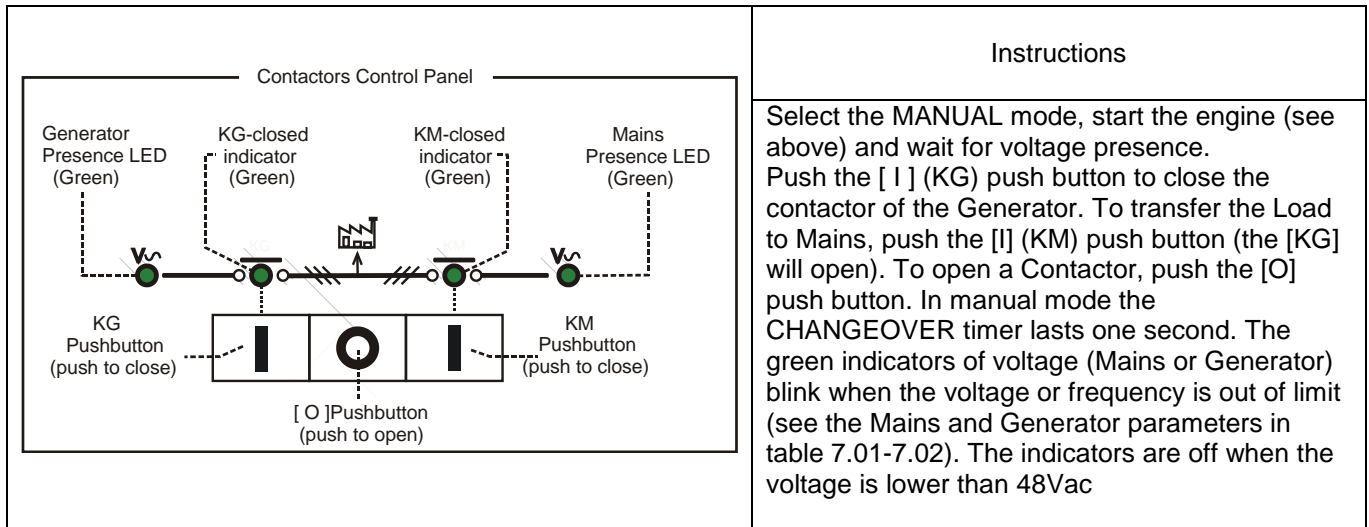 Contactors Control Panel
Generator
Presence LED
(Green)
KG-closed
indicator
(Green)
KM-closed
indicator
(Green)
Mains
Presence LED
(Green)
V
KG
KM
V
KG
Pushbutton
(push to close)
KM
Pushbutton
(push to close)
[ O ]Pushbutton
(push to open)
Instructions
Select the MANUAL mode, start the engine (see
above) and wait for voltage presence.
Push the [ I ] (KG) push button to close the
contactor of the Generator. To transfer the Load
to Mains, push the [I] (KM) push button (the [KG]
will open). To open a Contactor, push the [O]
push button. In manual mode the
CHANGEOVER timer lasts one second. The
green indicators of voltage (Mains or Generator)
blink when the voltage or frequency is out of limit
(see the Mains and Generator parameters in
table 7.01-7.02). The indicators are off when the
voltage is lower than 48Vac